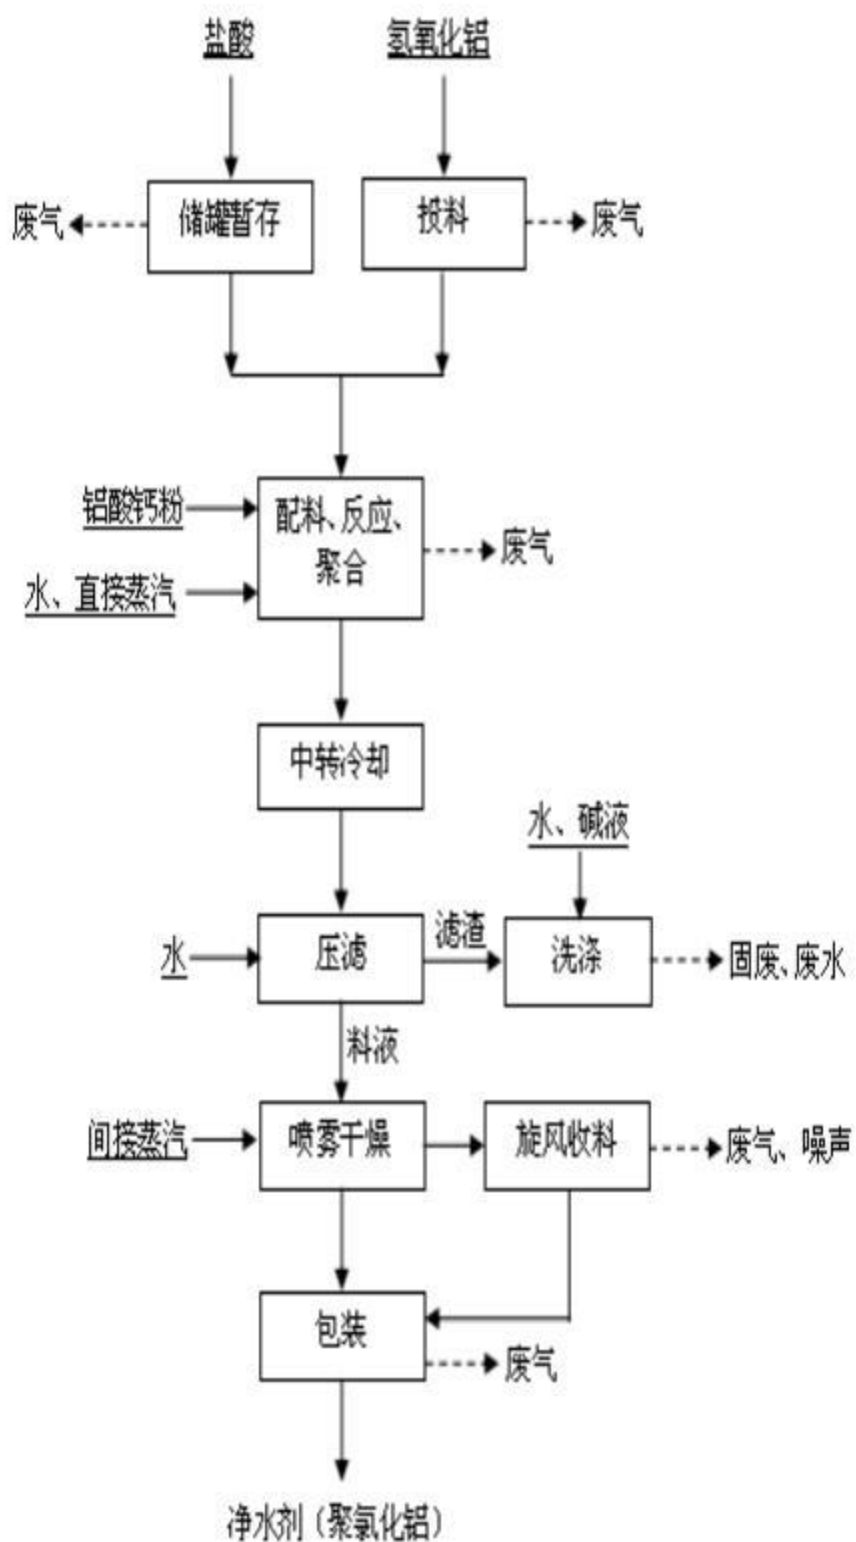 盐酸
氢氧化铝
废气
储罐暂存
投料
废气
铝酸钙粉
配料、反应、
聚合
废气
水、直接蒸汽
中转冷却
水、碱液
水
压滤
滤渣
洗涤
固废、废水
料液
间接蒸汽
喷雾干燥
旋风收料
废气、噪声
包装
废气
净水剂（聚氯化铝）